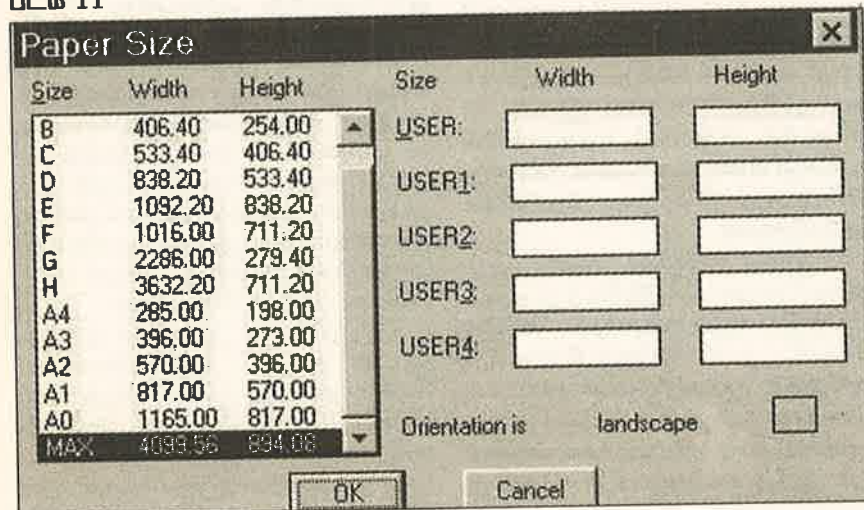 Paper Size
Size Width Height
B 406.40 254.00
C 533.40 406.40
D 838.20 533.40
E 1092.20 838.20
F 1016.00 711.20
G 2286.00 279.40
H 3632.20 711.20
A4 285.00 198.00
A3 396.00 273.00
A2 570.00 396.00
A1 817.00 570.00
A0 1165.00 817.00
MAX 4099.56 894.08
Size Width Height
USER:
USER1:
USER2:
USER3:
USER4:
Orientation is landscape
OK Cancel